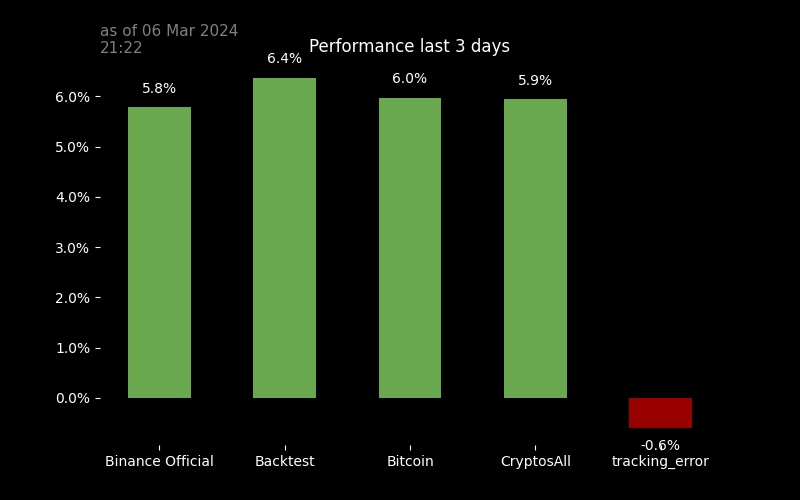 as of 06 Mar 2024
21:22
Performance last 3 days
5.8%
6.4%
6.0%
5.9%
-0.6%
6.0%
5.0%
4.0%
3.0%
2.0%
1.0%
0.0%
Binance Official
Backtest
Bitcoin
CryptosAll
tracking_error